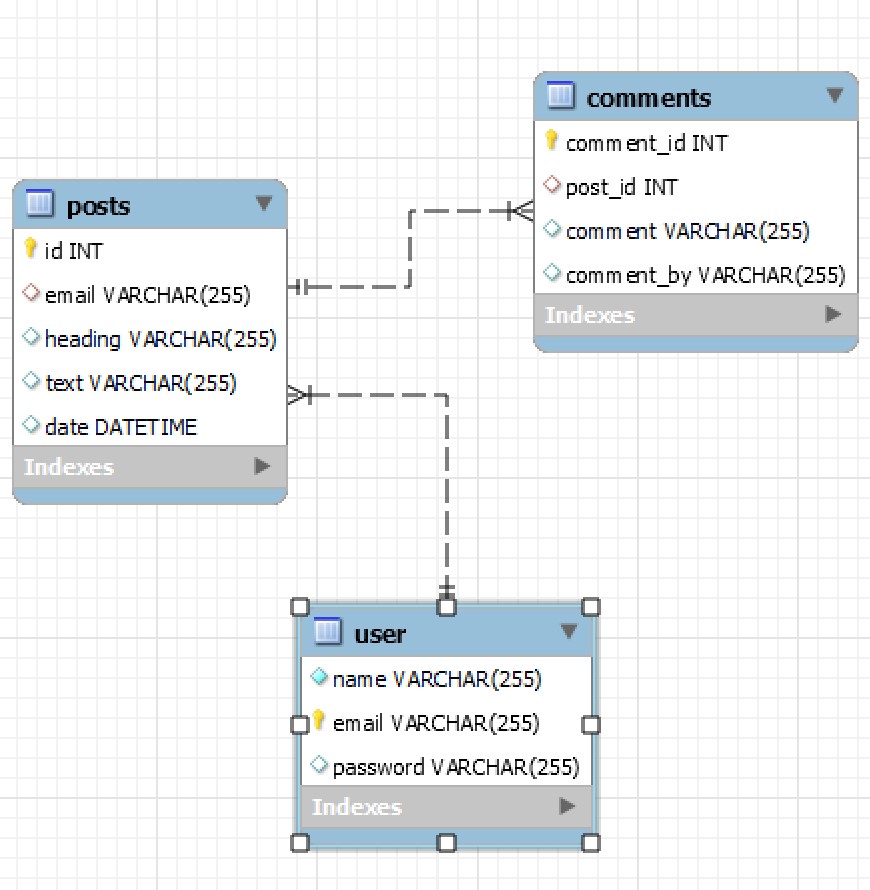 comments
comment_id INT
post_id INT
comment VARCHAR(255)
comment_by VARCHAR(255)
Indexes
posts
id INT
email VARCHAR(255)
heading VARCHAR(255)
text VARCHAR(255)
date DATETIME
Indexes
user
name VARCHAR(255)
email VARCHAR(255)
password VARCHAR(255)
Indexes